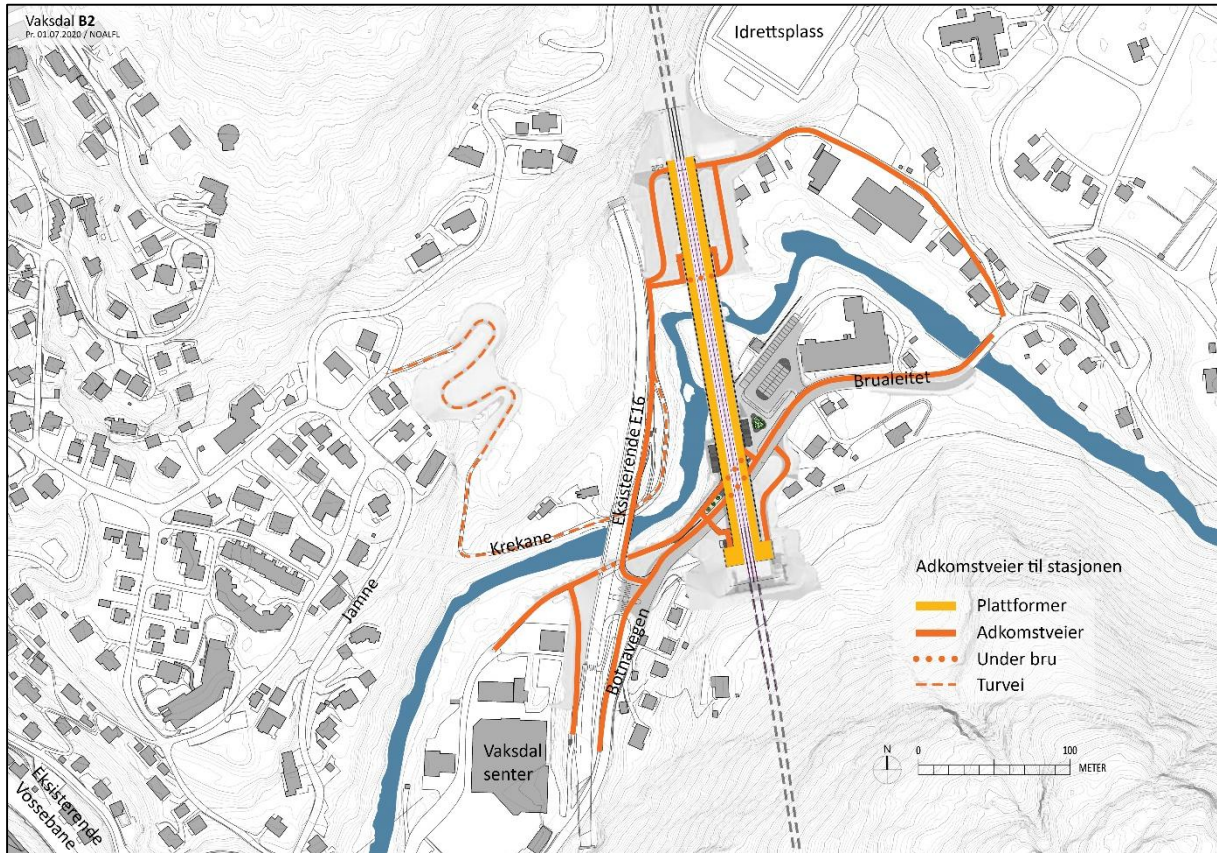 Vaksdal B2
Pr. 01.07.2020 / NOALFL
Idrettsplass
Brualeitet
Eksisterende E16
Krekane
Jamne
Botnavegen
Vaksdal
senter
Eksisterende
Vossebane
Adkomstveier til stasjonen
Plattformer
Adkomstveier
Under bru
Turvei
N
0
100
METER